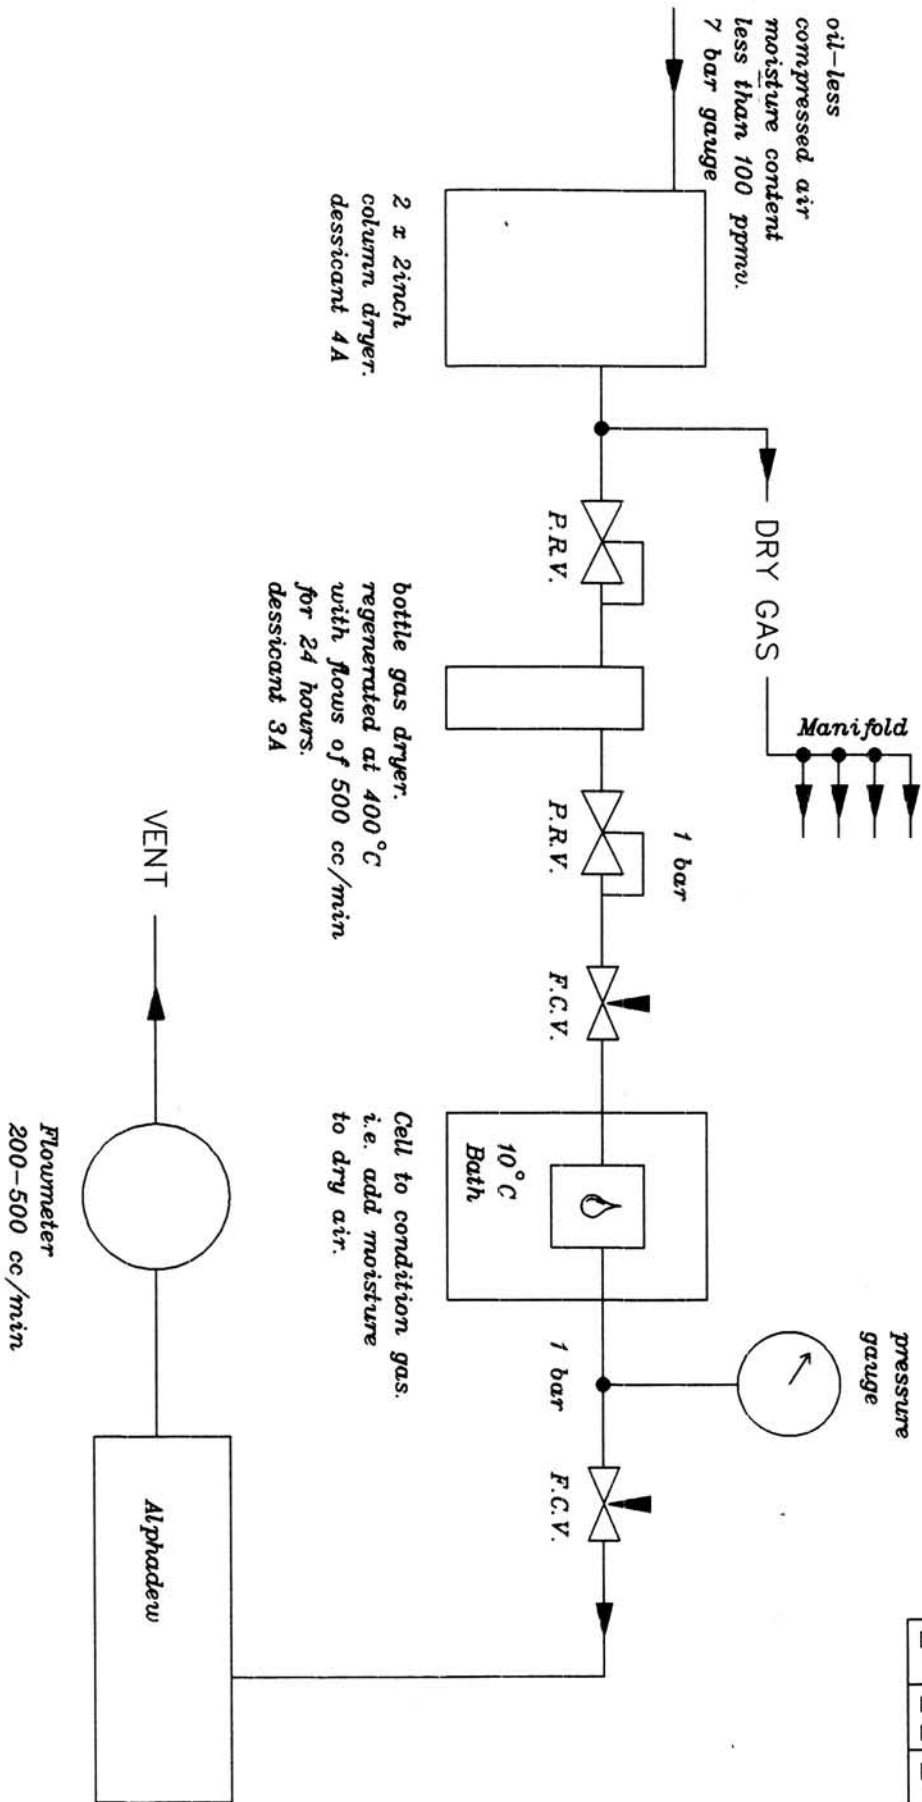 oil-less
compressed air
moisture content
less than 100 ppmv.
7 bar gauge
2 x 2inch
column dryer.
dessicant 4A
DRY GAS
Manifold
P.R.V.
bottle gas dryer.
regenerated at 400°C
with flows of 500 cc/min
for 24 hours.
dessicant 3A
1 bar
P.R.V.
F.C.V.
10°C
Bath
Cell to condition gas.
i.e. add moisture
to dry air.
pressure
gauge
1 bar
F.C.V.
Alphadew
Flowmeter
200-500 cc/min
VENT